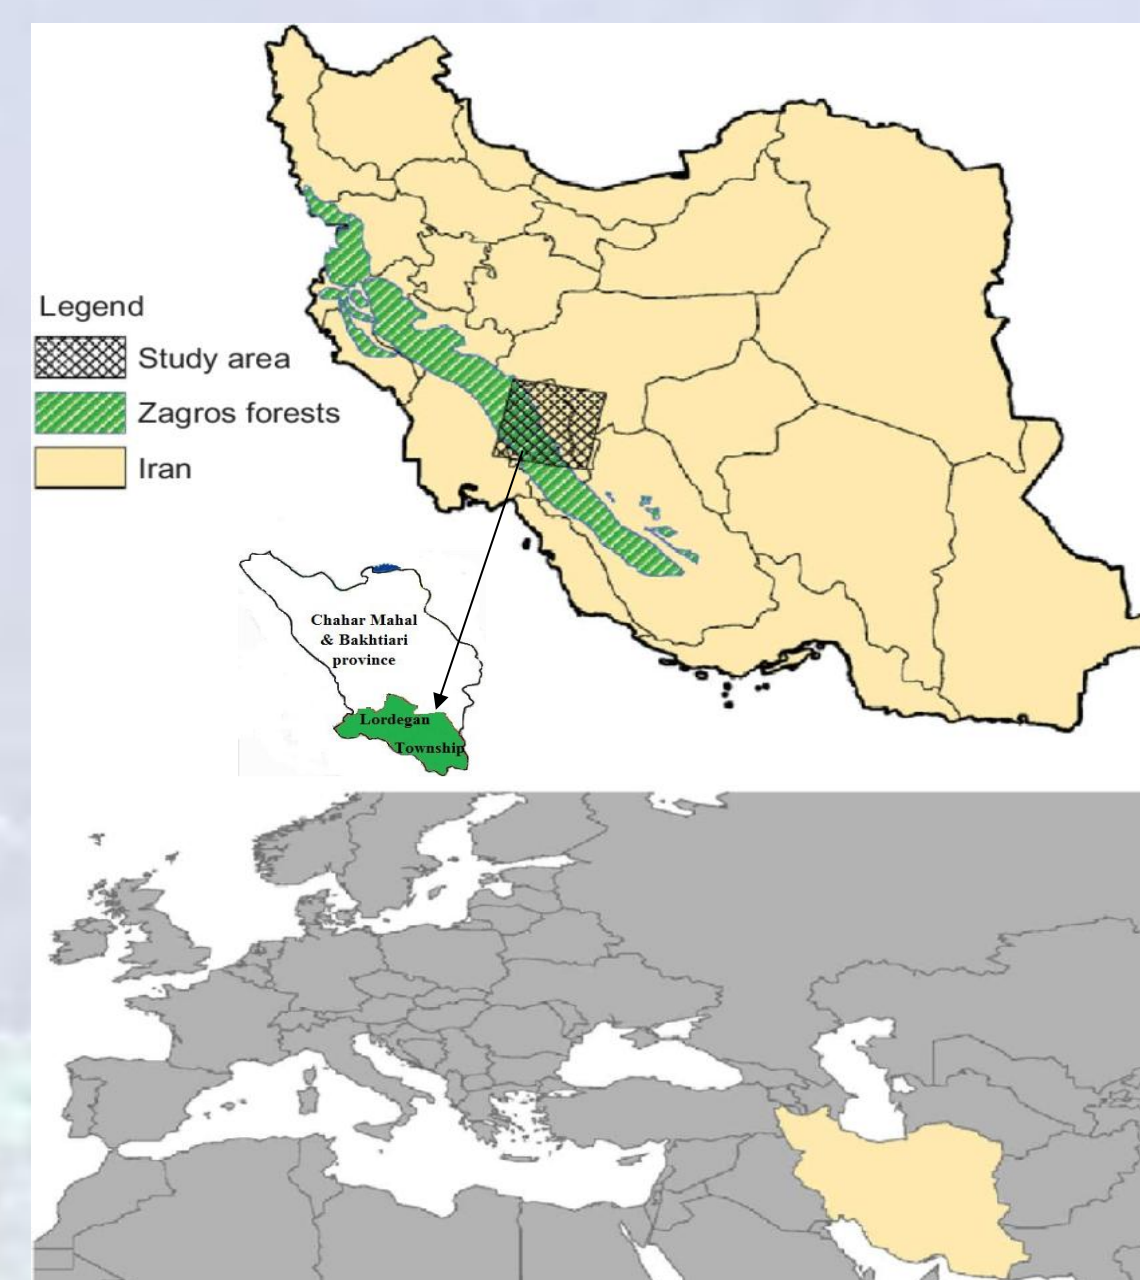 Legend
Study area
Zagros forests
Iran
Chahar Mahal
& Bakhtiari
province
Lordegan
Township